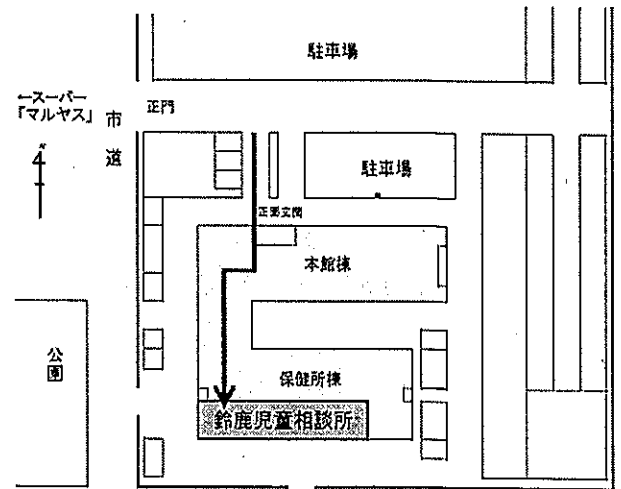 駐車場
←スーパー
「マルヤス」
市道
正門
駐車場
正面玄関
本館棟
公園
保健所棟
鈴鹿児童相談所